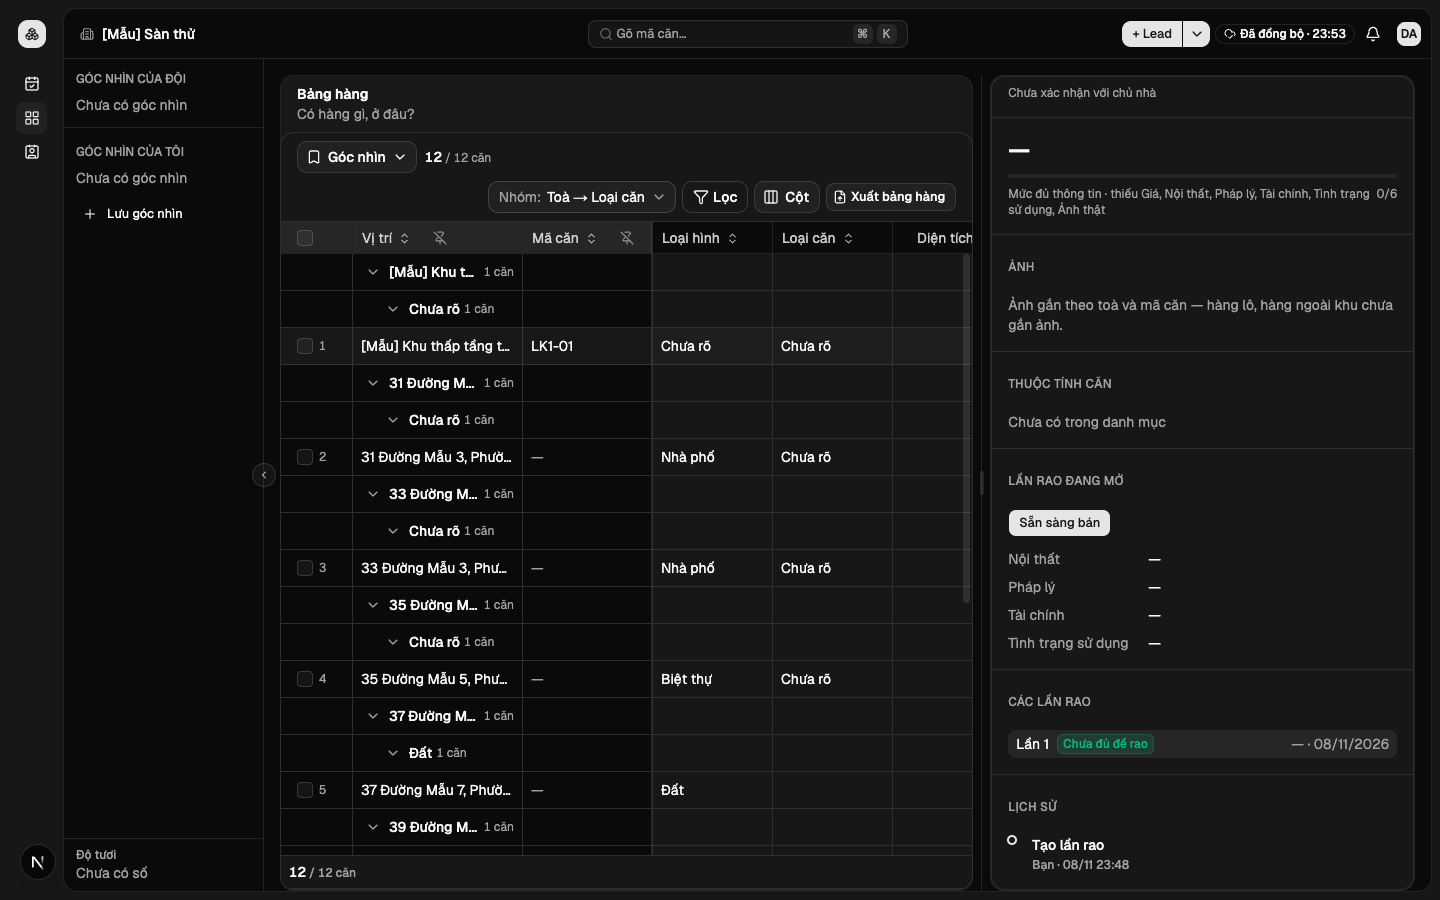 [Mẫu] Sàn thử
Gõ mã căn...
⌘ K
+ Lead
Đã đồng bộ · 23:53
DA
GÓC NHÌN CỦA ĐỘI
Chưa có góc nhìn
GÓC NHÌN CỦA TÔI
Chưa có góc nhìn
+ Lưu góc nhìn
Độ tươi
Chưa có số
N
Bảng hàng
Có hàng gì, ở đâu?
Góc nhìn
12 / 12 căn
Nhóm: Toà → Loại căn
Lọc
Cột
Xuất bảng hàng
Vị trí Mã căn Loại hình Loại căn Diện tích
[Mẫu] Khu t... 1 căn
Chưa rõ 1 căn
1 [Mẫu] Khu thấp tầng t... LK1-01 Chưa rõ Chưa rõ
31 Đường M... 1 căn
Chưa rõ 1 căn
2 31 Đường Mẫu 3, Phườ... — Nhà phố Chưa rõ
33 Đường M... 1 căn
Chưa rõ 1 căn
3 33 Đường Mẫu 3, Phư... — Nhà phố Chưa rõ
35 Đường M... 1 căn
Chưa rõ 1 căn
4 35 Đường Mẫu 5, Phư... — Biệt thự Chưa rõ
37 Đường M... 1 căn
Đất 1 căn
5 37 Đường Mẫu 7, Phườ... — Đất
39 Đường M... 1 căn
12 / 12 căn
Chưa xác nhận với chủ nhà
—
Mức đủ thông tin · thiếu Giá, Nội thất, Pháp lý, Tài chính, Tình trạng 0/6
sử dụng, Ảnh thật
ẢNH
Ảnh gắn theo toà và mã căn — hàng lô, hàng ngoài khu chưa
gắn ảnh.
THUỘC TÍNH CĂN
Chưa có trong danh mục
LẦN RAO ĐANG MỞ
Sẵn sàng bán
Nội thất —
Pháp lý —
Tài chính —
Tình trạng sử dụng —
CÁC LẦN RAO
Lần 1 Chưa đủ để rao — · 08/11/2026
LỊCH SỬ
Tạo lần rao
Bạn · 08/11 23:48